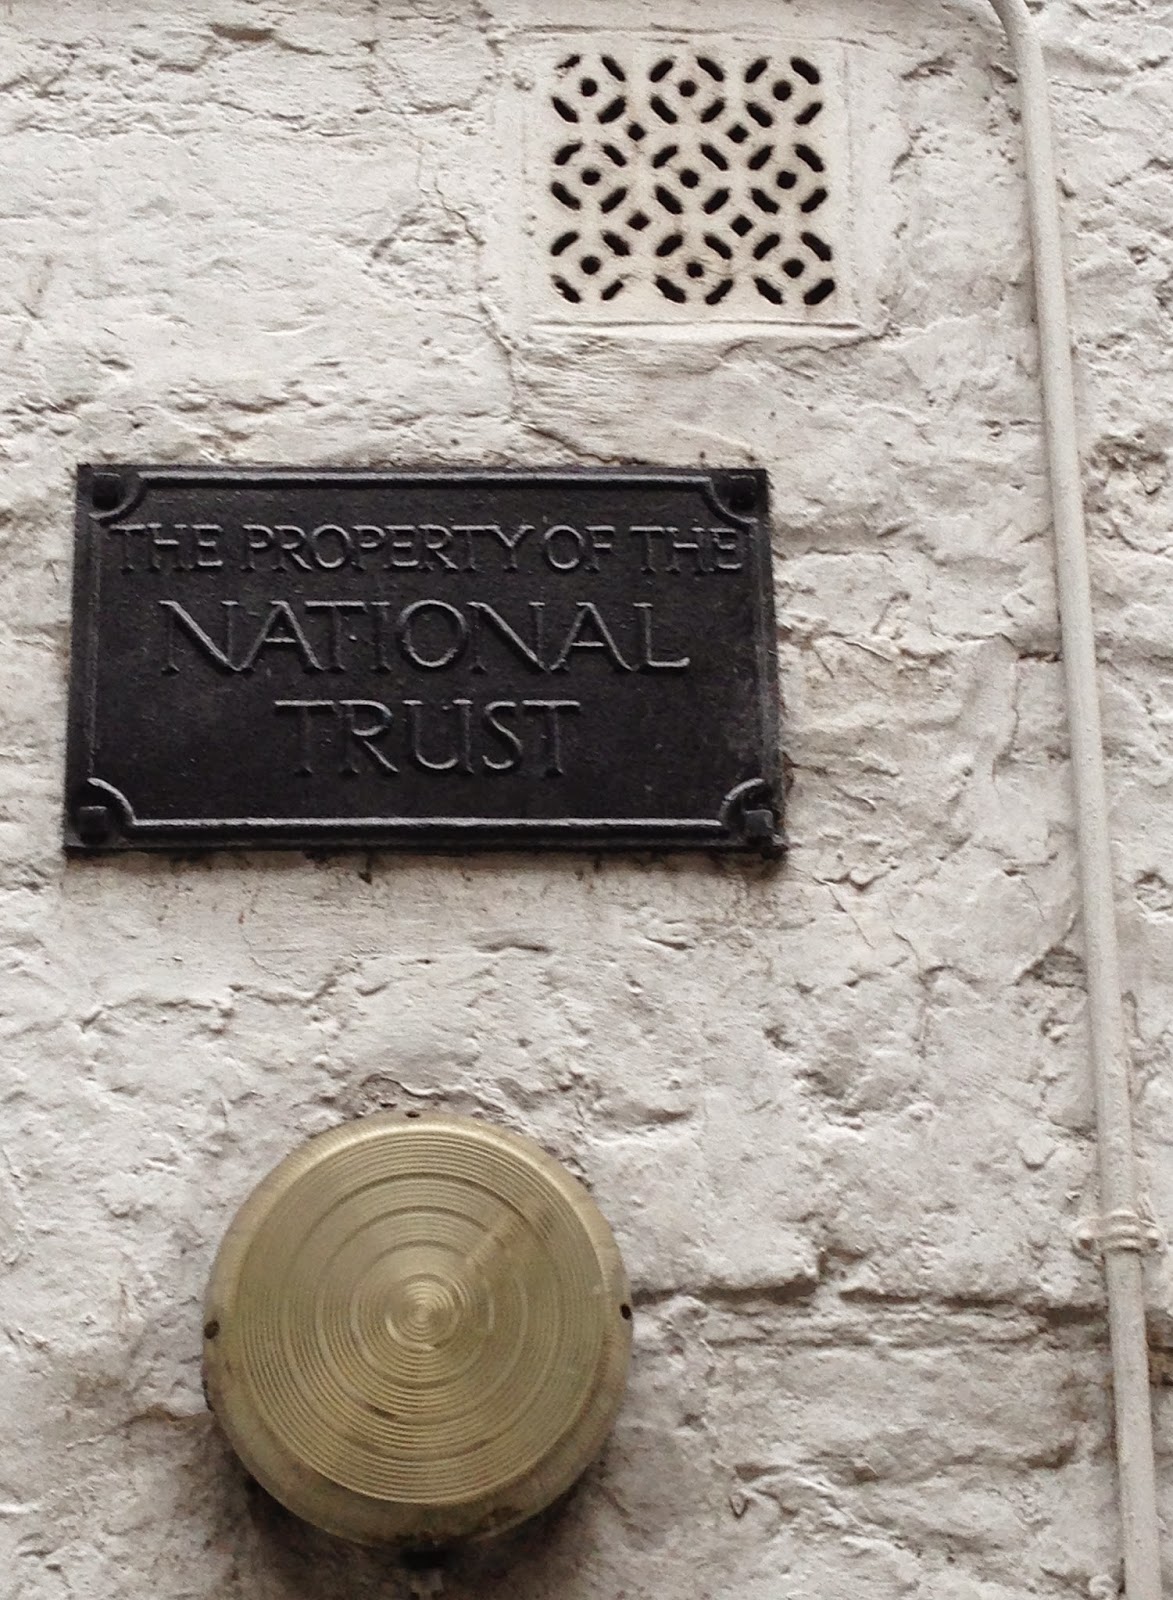 THE PROPERTY OF THE
NATIONAL
TRUST